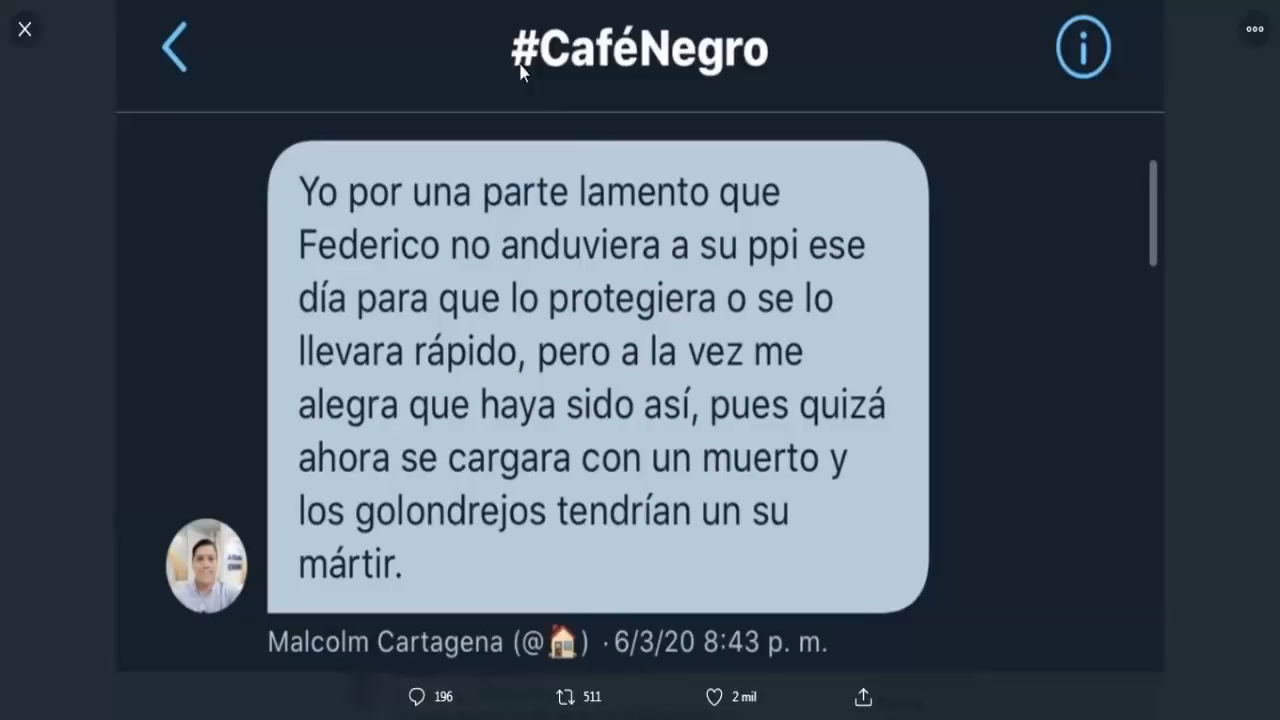 #CaféNegro
Yo por una parte lamento que
Federico no anduviera a su ppi ese
día para que lo protegiera o se lo
llevara rápido, pero a la vez me
alegra que haya sido así, pues quizá
ahora se cargara con un muerto y
los golondrejos tendrían un su
mártir.
Malcolm Cartagena (@🏠) · 6/3/20 8:43 p. m.
196 511 2 mil